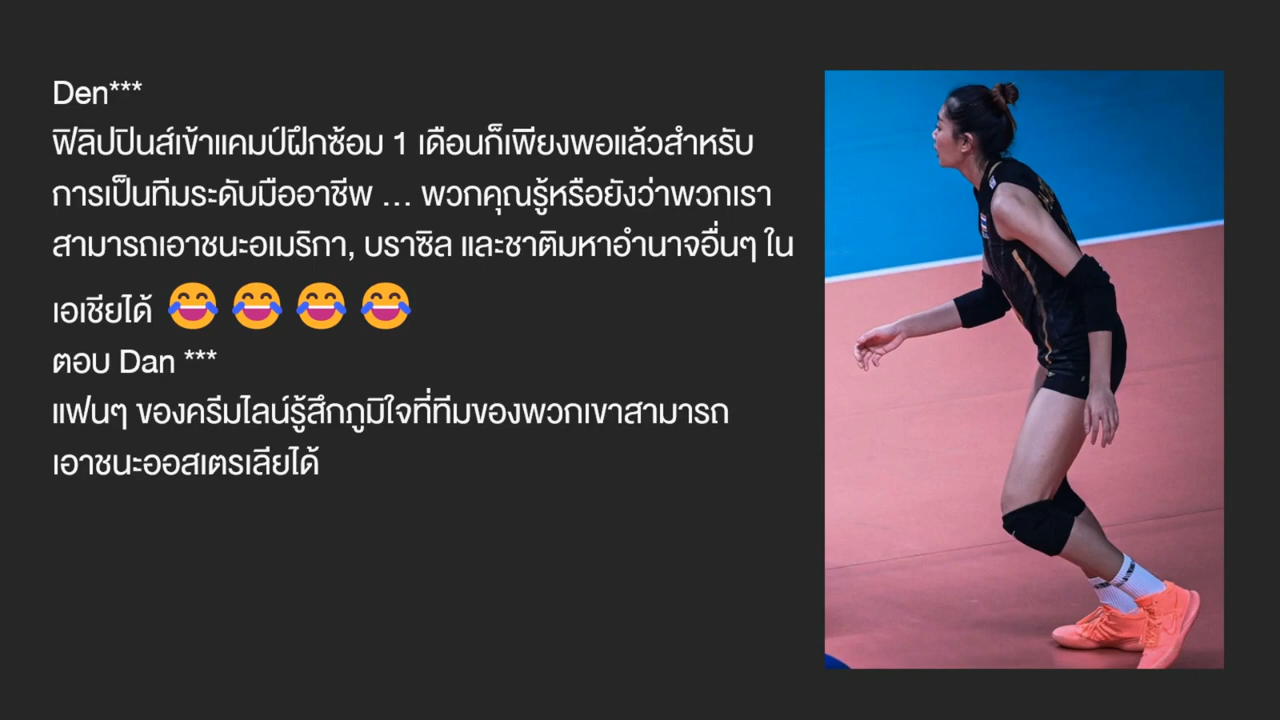 Den***
ฟิลิปปินส์เข้าแคมป์ฝึกซ้อม 1 เดือนก็เพียงพอแล้วสำหรับ
การเป็นทีมระดับมืออาชีพ ... พวกคุณรู้หรือยังว่าพวกเรา
สามารถเอาชนะอเมริกา, บราซิล และชาติมหาอำนาจอื่นๆ ใน
เอเชียได้ 😂 😂 😂 😂
ตอบ Dan ***
แฟนๆ ของครีมไลน์รู้สึกภูมิใจที่ทีมของพวกเขาสามารถ
เอาชนะออสเตรเลียได้